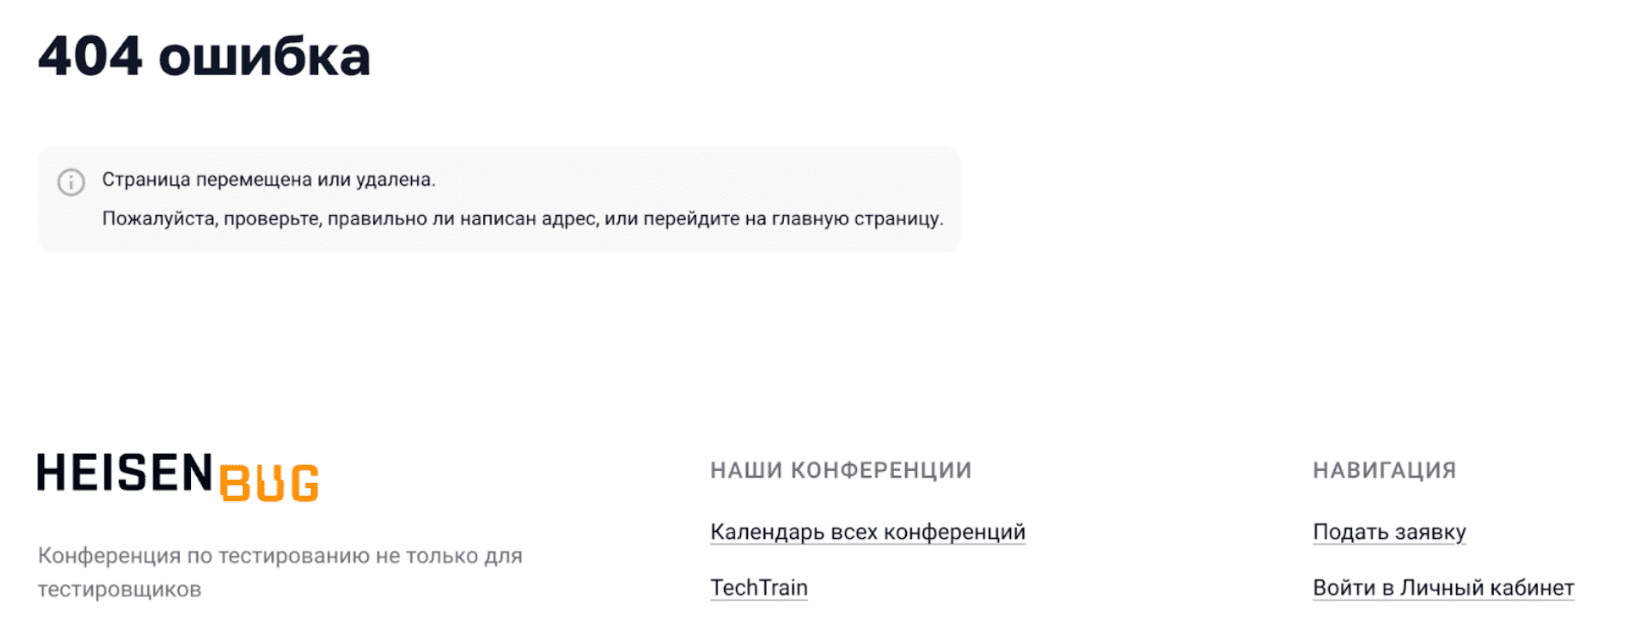 404 ошибка
Страница перемещена или удалена.
Пожалуйста, проверьте, правильно ли написан адрес, или перейдите на главную страницу.
HEISENBUG
Конференция по тестированию не только для
тестировщиков
НАШИ КОНФЕРЕНЦИИ
Календарь всех конференций
TechTrain
НАВИГАЦИЯ
Подать заявку
Войти в Личный кабинет